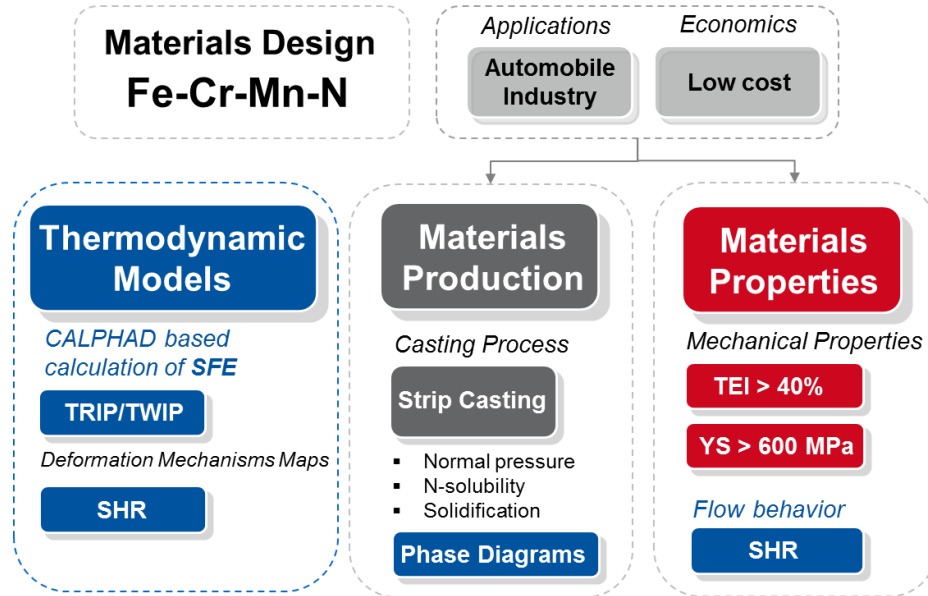 Materials Design
Fe-Cr-Mn-N
Applications
Automobile
Industry
Economics
Low cost
Thermodynamic
Models
CALPHAD based
calculation of SFE
TRIP/TWIP
Deformation Mechanisms Maps
SHR
Materials
Production
Casting Process
Strip Casting
▪ Normal pressure
▪ N-solubility
▪ Solidification
Phase Diagrams
Materials
Properties
Mechanical Properties
TEl > 40%
YS > 600 MPa
Flow behavior
SHR